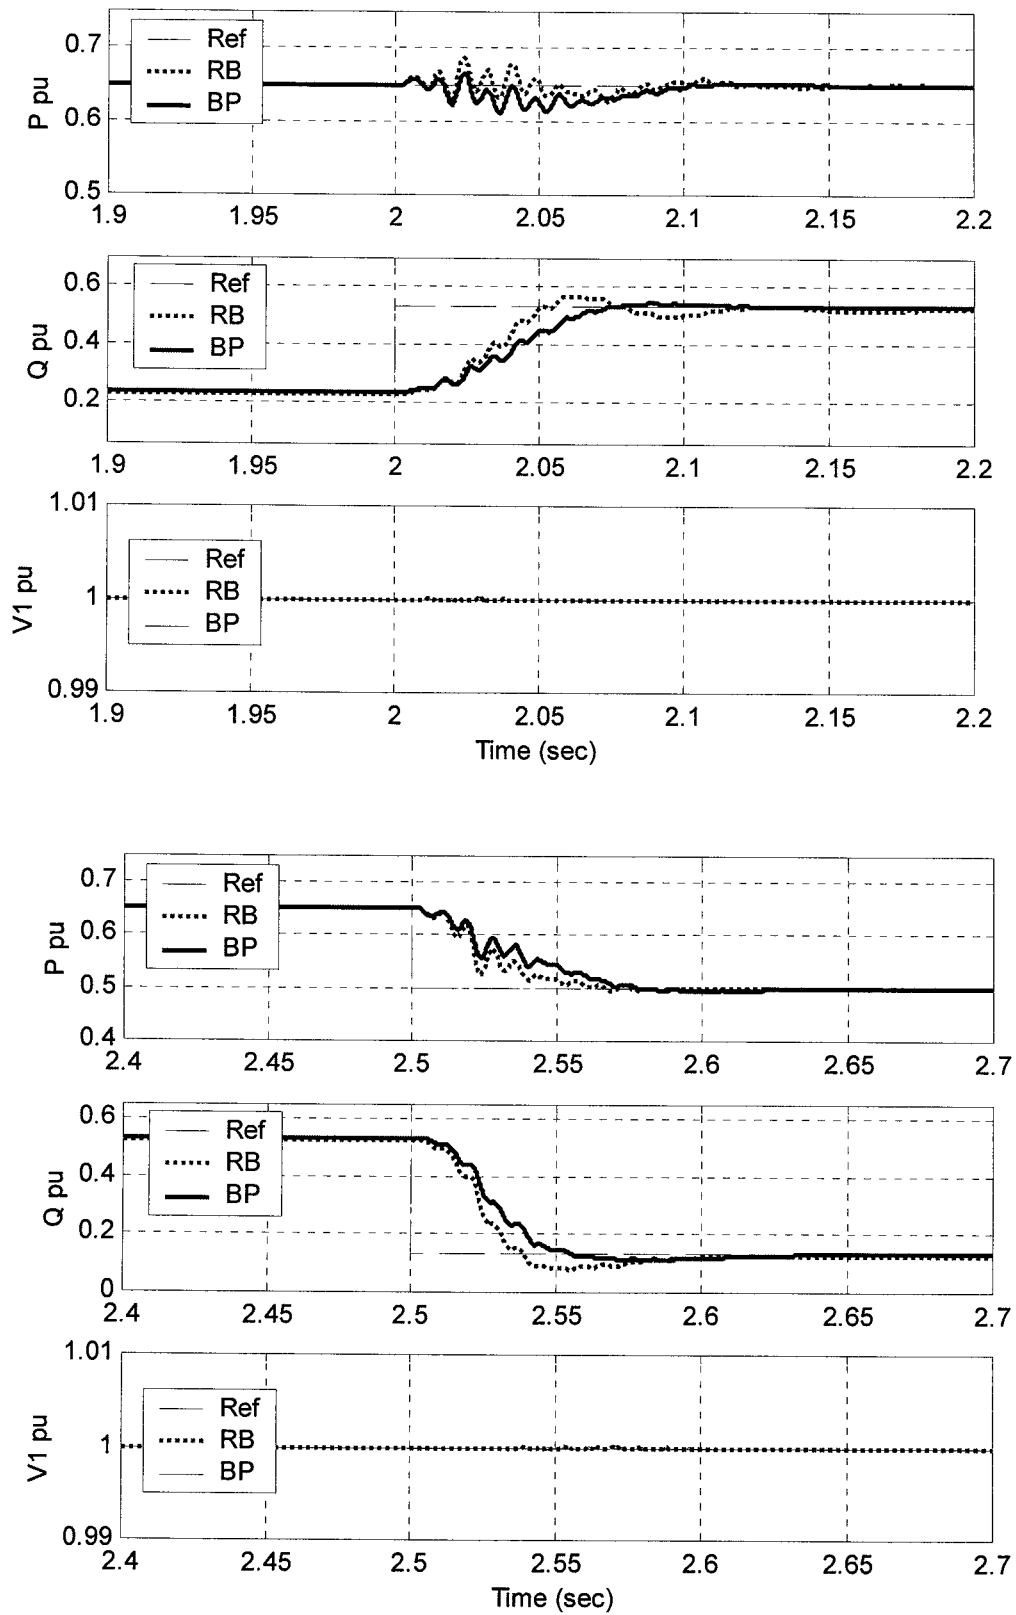 P pu
0.7
0.6
0.5
Ref
RB
BP
1.9 1.95 2 2.05 2.1 2.15 2.2
Q pu
0.6
0.4
0.2
Ref
RB
BP
1.9 1.95 2 2.05 2.1 2.15 2.2
V1 pu
1.01
1
0.99
Ref
RB
BP
1.9 1.95 2 2.05 2.1 2.15 2.2
Time (sec)
P pu
0.7
0.6
0.5
0.4
Ref
RB
BP
2.4 2.45 2.5 2.55 2.6 2.65 2.7
Q pu
0.6
0.4
0.2
0
Ref
RB
BP
2.4 2.45 2.5 2.55 2.6 2.65 2.7
V1 pu
1.01
1
0.99
Ref
RB
BP
2.4 2.45 2.5 2.55 2.6 2.65 2.7
Time (sec)